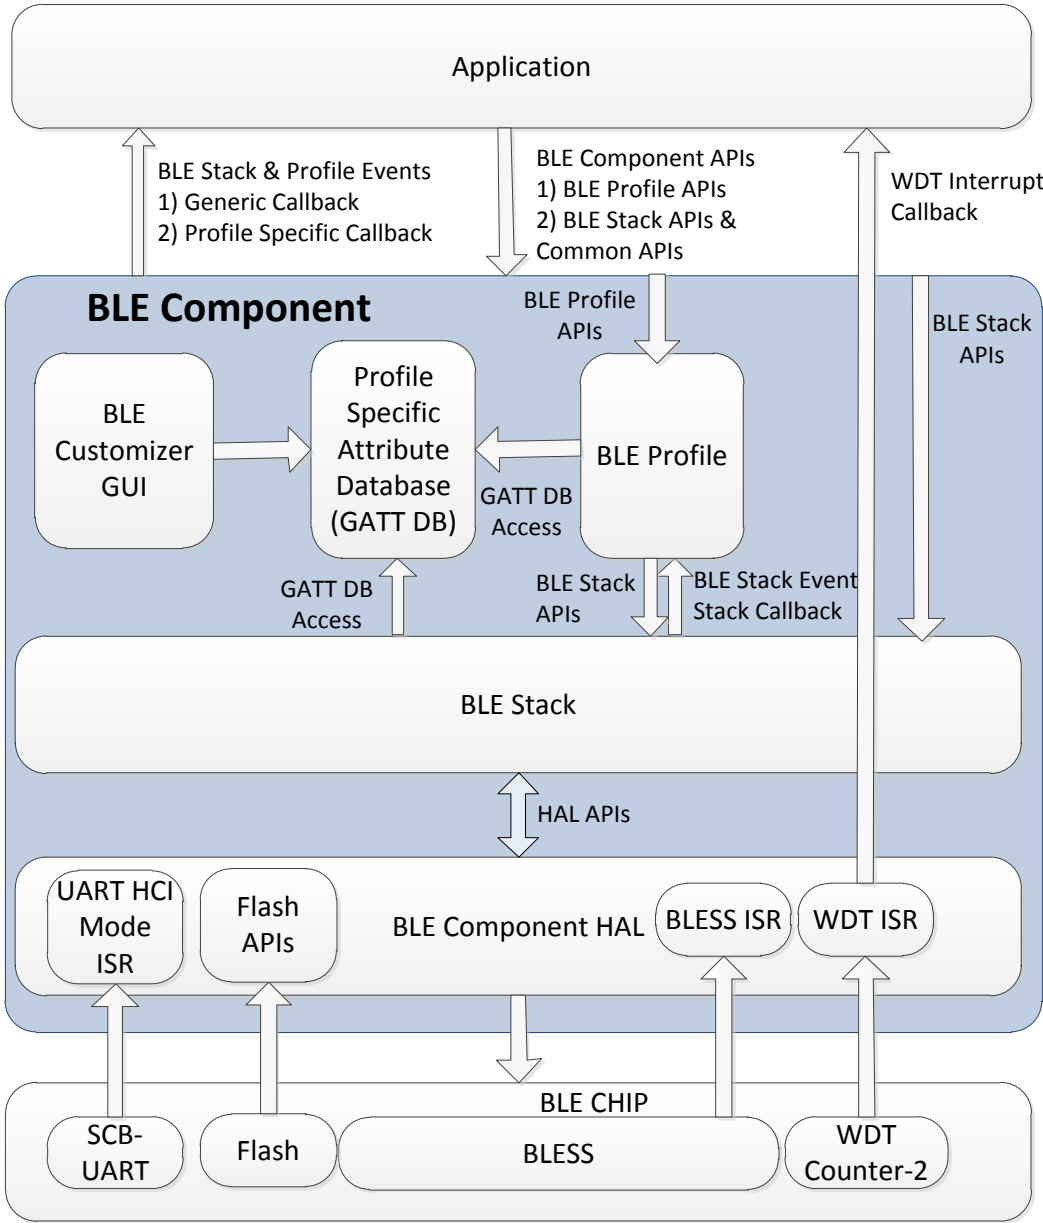 Application
BLE Stack & Profile Events
1) Generic Callback
2) Profile Specific Callback
BLE Component APIs
1) BLE Profile APIs
2) BLE Stack APIs &
Common APIs
WDT Interrupt
Callback
BLE Component
BLE Profile
APIs
BLE Stack
APIs
BLE
Customizer
GUI
Profile
Specific
Attribute
Database
(GATT DB)
BLE Profile
GATT DB
Access
GATT DB
Access
BLE Stack
APIs
BLE Stack Event
Stack Callback
BLE Stack
HAL APIs
UART HCI
Mode
ISR
Flash
APIs
BLE Component HAL
BLESS ISR
WDT ISR
BLE CHIP
SCB-
UART
Flash
BLESS
WDT
Counter-2